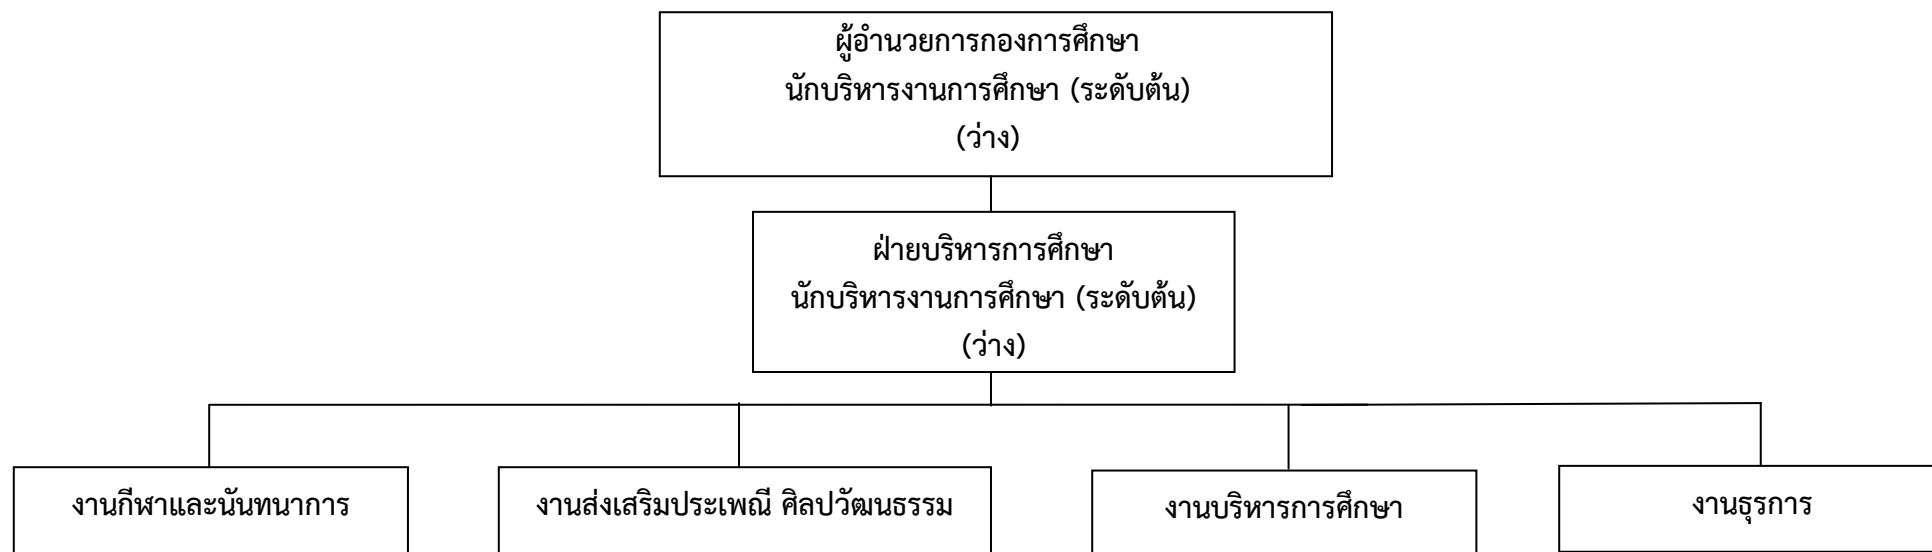 ผู้อำนวยการกองการศึกษา
นักบริหารงานการศึกษา (ระดับต้น)
(ว่าง)
ฝ่ายบริหารการศึกษา
นักบริหารงานการศึกษา (ระดับต้น)
(ว่าง)
งานกีฬาและนันทนาการ
งานส่งเสริมประเพณี ศิลปวัฒนธรรม
งานบริหารการศึกษา
งานธุรการ